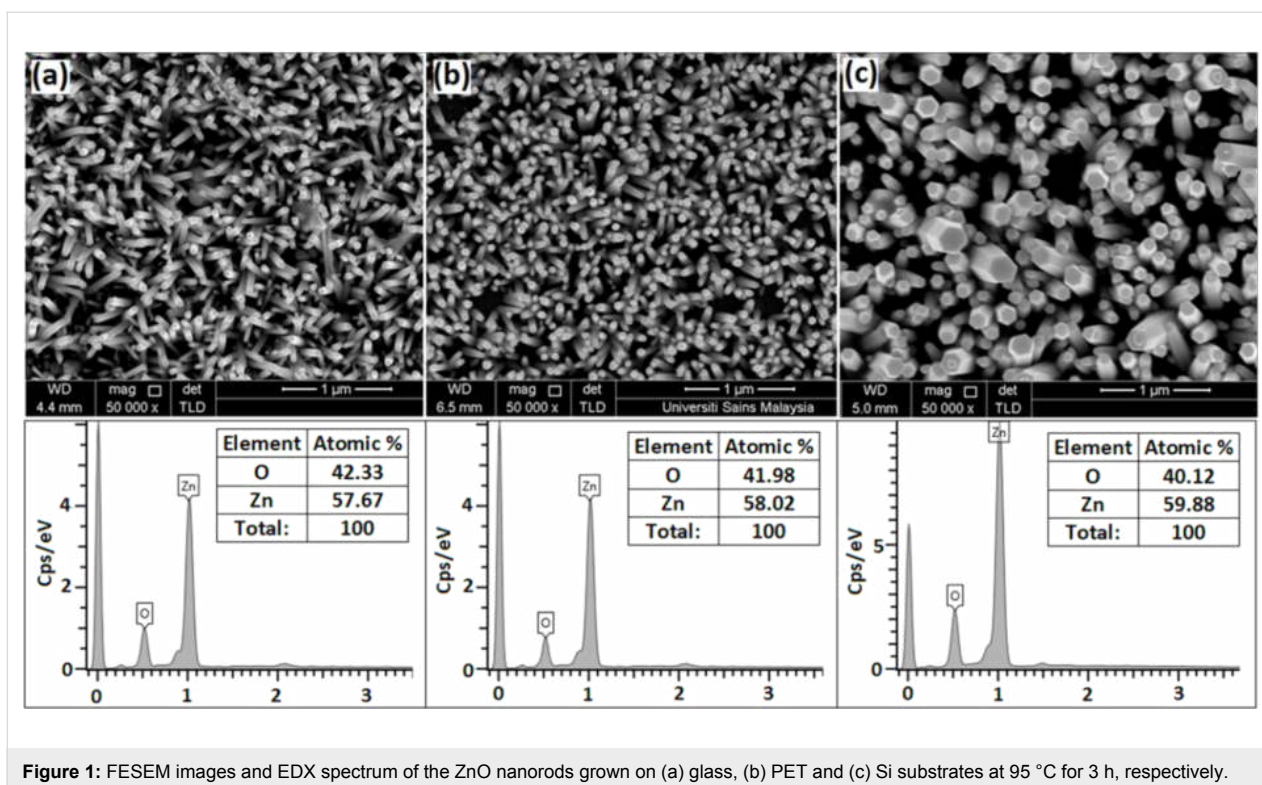 (a) (b) (c)
WD mag □ det 1 µm
4.4 mm 50 000 x TLD
WD mag □ det 1 µm
6.5 mm 50 000 x TLD Universiti Sains Malaysia
WD mag □ det 1 µm
5.0 mm 50 000 x TLD
Cps/eV
4
2
0
0 1 2 3
O
Zn
Element Atomic %
O 42.33
Zn 57.67
Total: 100
Cps/eV
4
2
0
0 1 2 3
O
Zn
Element Atomic %
O 41.98
Zn 58.02
Total: 100
Cps/eV
5
0
0 1 2 3
O
Zn
Element Atomic %
O 40.12
Zn 59.88
Total: 100
Figure 1: FESEM images and EDX spectrum of the ZnO nanorods grown on (a) glass, (b) PET and (c) Si substrates at 95 °C for 3 h, respectively.